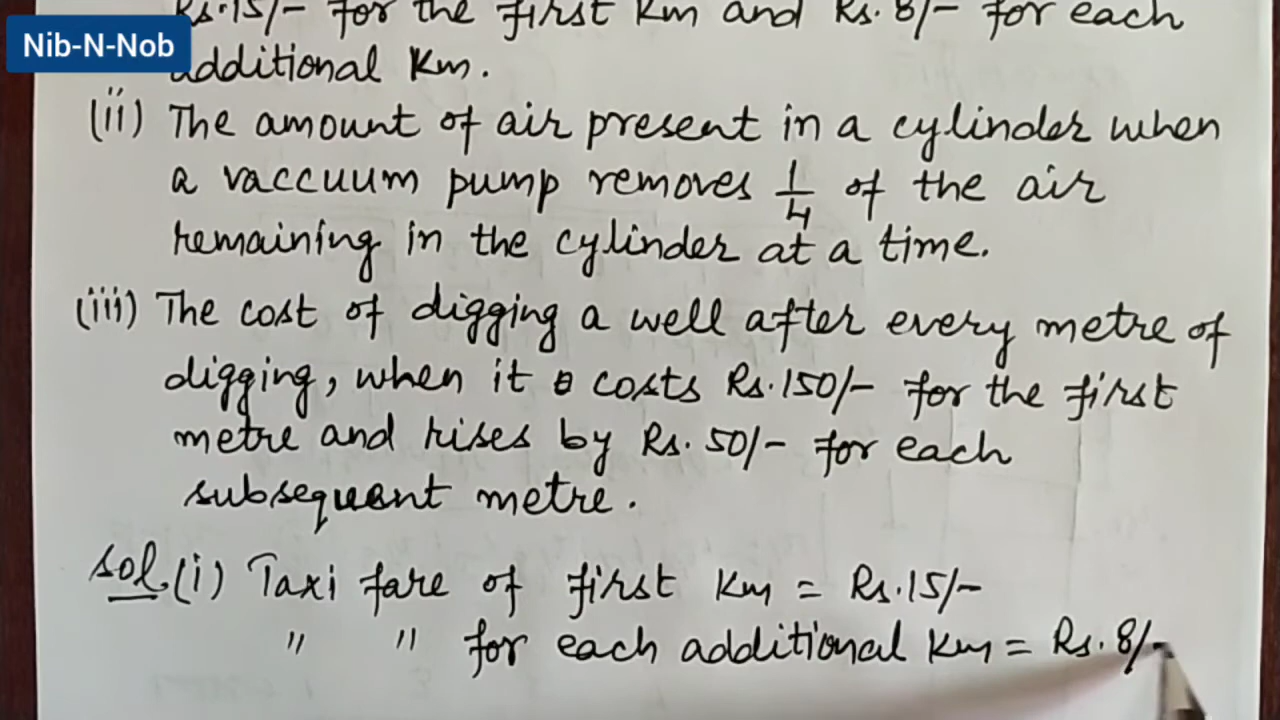 Nib-N-Nob
Rs.15/- for the first Km and Rs. 8/- for each
additional Km.
(ii) The amount of air present in a cylinder when
a vaccuum pump removes 1/4 of the air
remaining in the cylinder at a time.
(iii) The cost of digging a well after every metre of
digging, when it costs Rs.150/- for the first
metre and rises by Rs. 50/- for each
subsequent metre.
Sol.(i) Taxi fare of first Km = Rs.15/-
" " for each additional Km = Rs. 8/-